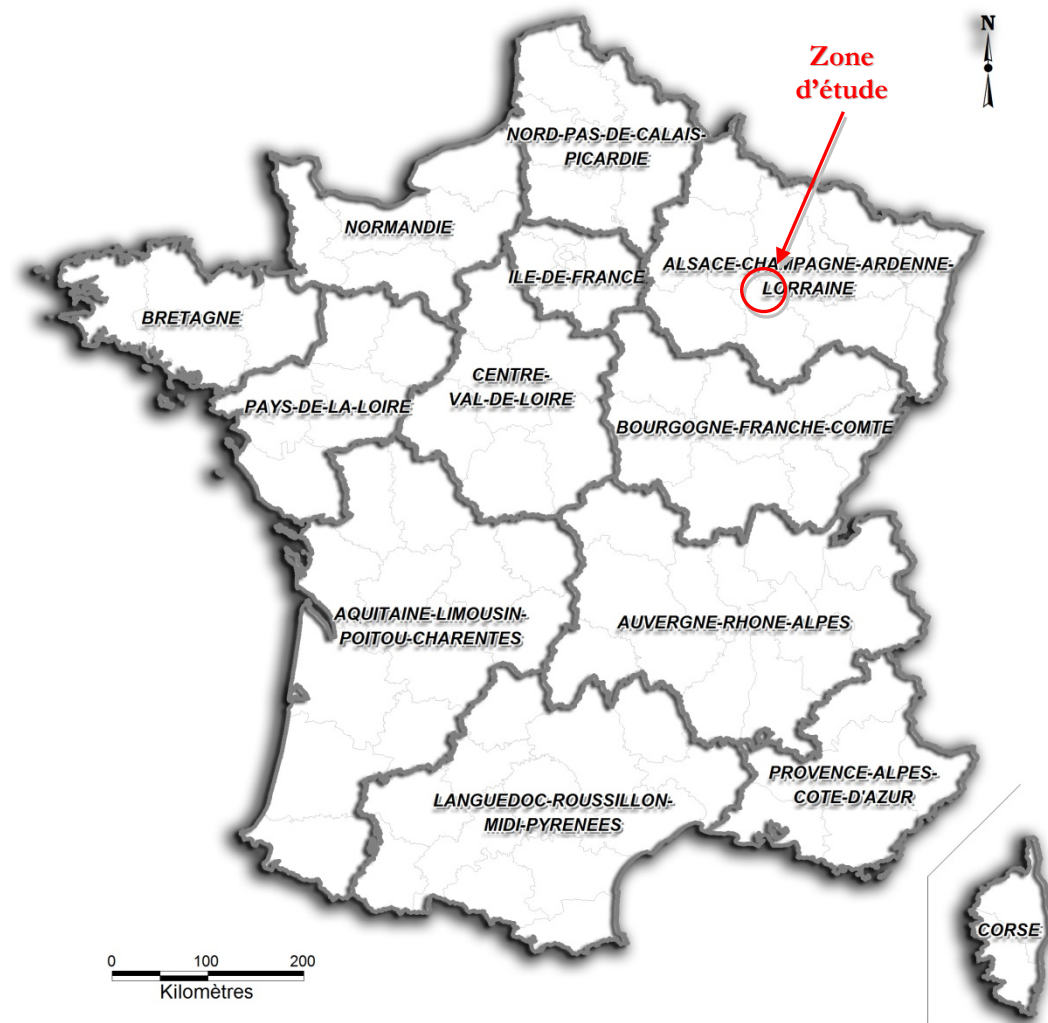 N
Zone
d'étude
NORD-PAS-DE-CALAIS-
PICARDIE
NORMANDIE
ILE-DE-FRANCE
ALSACE-CHAMPAGNE-ARDENNE-
LORRAINE
BRETAGNE
CENTRE-
VAL-DE-LOIRE
PAYS-DE-LA-LOIRE
BOURGOGNE-FRANCHE-COMTE
AQUITAINE-LIMOUSIN-
POITOU-CHARENTES
AUVERGNE-RHONE-ALPES
PROVENCE-ALPES-
COTE-D'AZUR
LANGUEDOC-ROUSSILLON-
MIDI-PYRENEES
CORSE
0 100 200
Kilomètres